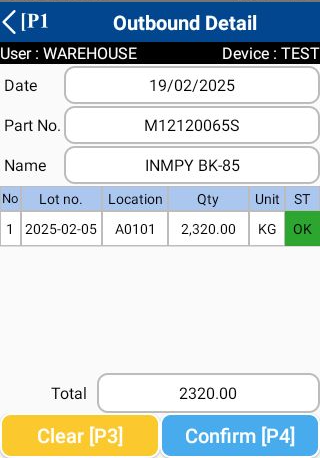 [P1 Outbound Detail
User : WAREHOUSE Device : TEST
Date 19/02/2025
Part No. M12120065S
Name INMPY BK-85
No Lot no. Location Qty Unit ST
1 2025-02-05 A0101 2,320.00 KG OK
Total 2320.00
Clear [P3] Confirm [P4]